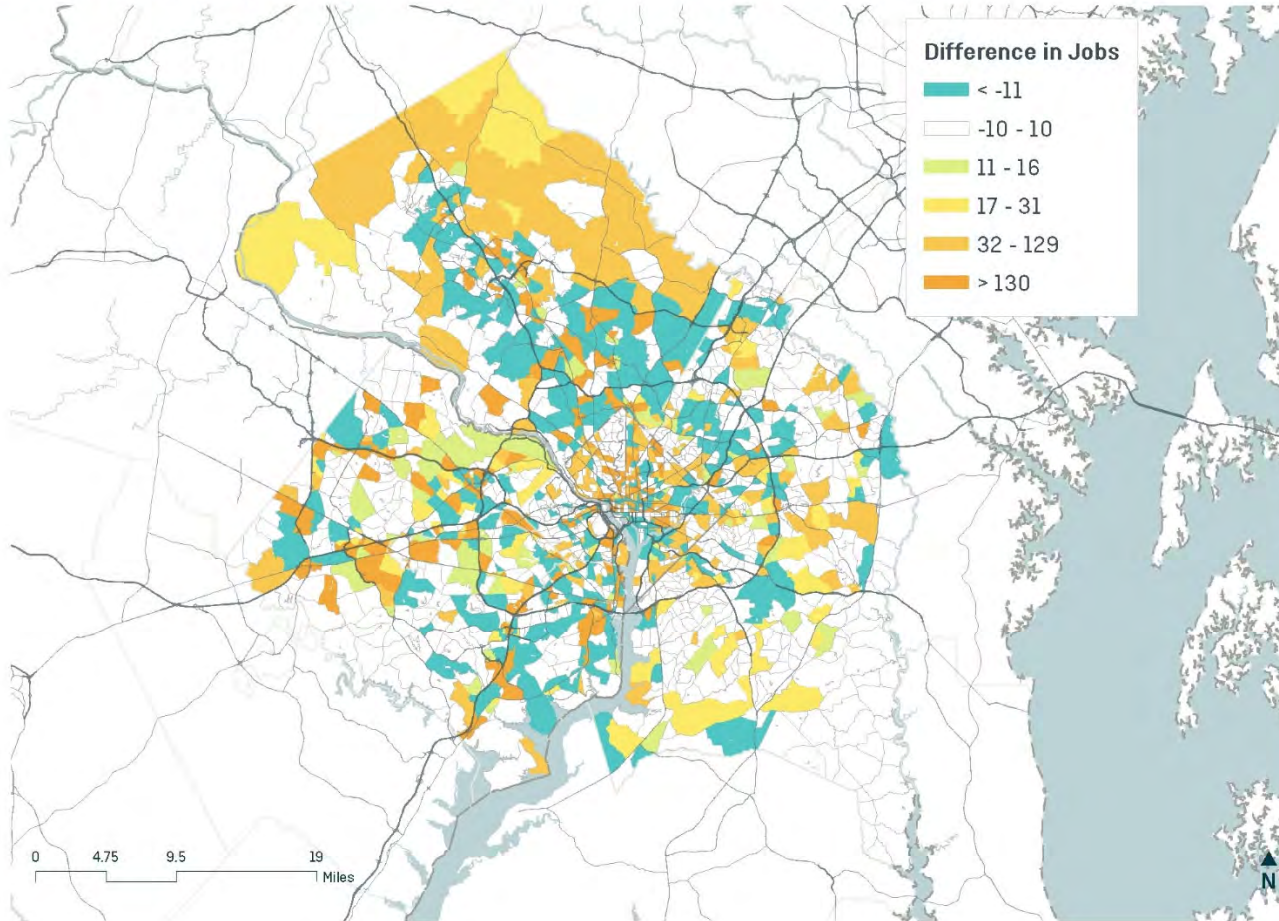 Difference in Jobs
< -11
-10 - 10
11 - 16
17 - 31
32 - 129
> 130
0 4.75 9.5 19
Miles
N